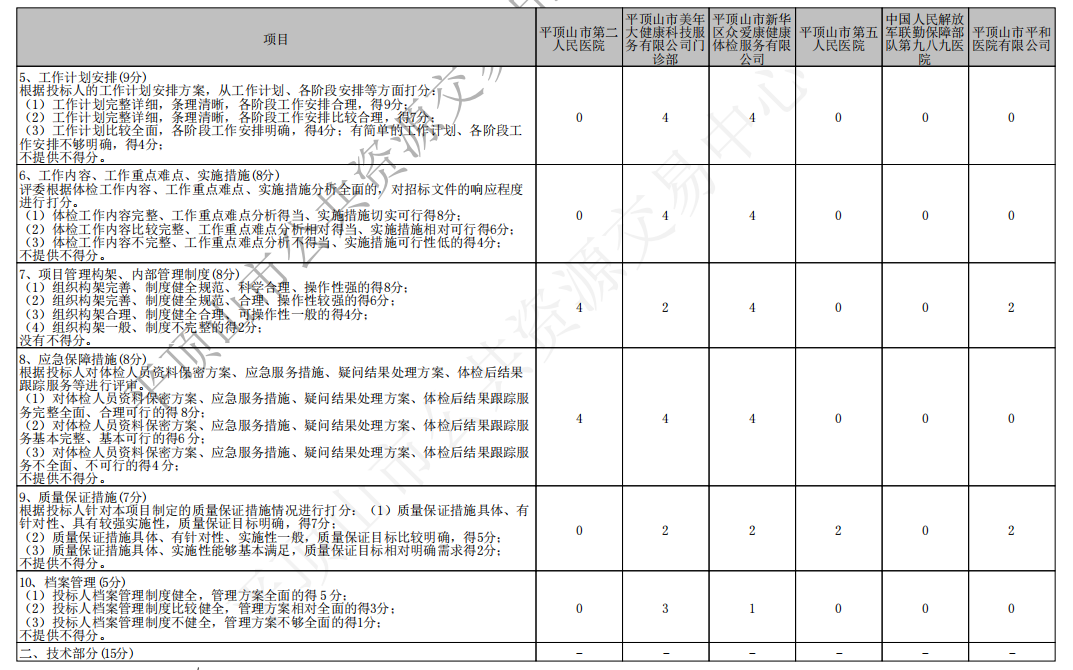 项目
平顶山市第二
人民医院
平顶山市美年
大健康科技服
务有限公司门
诊部
平顶山市新华
区众爱康健康
体检服务有限
公司
平顶山市第五
人民医院
中国人民解放
军联勤保障部
队第九八九医
院
平顶山市平和
医院有限公司
5、工作计划安排(9分)
根据投标人的工作计划安排方案，从工作计划、各阶段安排等方面打分：
（1）工作计划完整详细，条理清晰，各阶段工作安排合理，得9分；
（2）工作计划完整详细，条理清晰，各阶段工作安排比较合理，得7分；
（3）工作计划比较全面，各阶段工作安排明确，得4分；有简单的工作计划、各阶段工
作安排不够明确，得4分；
不提供不得分。
0 4 4 0 0 0
6、工作内容、工作重点难点、实施措施(8分)
评委根据体检工作内容、工作重点难点、实施措施分析全面的，对招标文件的响应程度
进行打分。
（1）体检工作内容完整、工作重点难点分析得当、实施措施切实可行得8分；
（2）体检工作内容比较完整、工作重点难点分析相对得当、实施措施相对可行得6分；
（3）体检工作内容不完整、工作重点难点分析不得当、实施措施可行性低的得4分；
不提供不得分。
0 4 4 0 0 0
7、项目管理构架、内部管理制度(8分)
（1）组织构架完善、制度健全规范、科学合理、操作性强的得8分；
（2）组织构架完善、制度健全规范、合理、操作性较强的得6分；
（3）组织构架合理、制度健全合理、可操作性一般的得4分；
（4）组织构架一般、制度不完整的得2分；
没有不得分。
4 2 4 0 0 2
8、应急保障措施(8分)
根据投标人对体检人员资料保密方案、应急服务措施、疑问结果处理方案、体检后结果
跟踪服务等进行评审。
（1）对体检人员资料保密方案、应急服务措施、疑问结果处理方案、体检后结果跟踪服
务完整全面、合理可行的得 8分；
（2）对体检人员资料保密方案、应急服务措施、疑问结果处理方案、体检后结果跟踪服
务基本完整、基本可行的得6 分；
（3）对体检人员资料保密方案、应急服务措施、疑问结果处理方案、体检后结果跟踪服
务不全面、不可行的得4 分；
不提供不得分。
4 4 4 0 0 0
9、质量保证措施(7分)
根据投标人针对本项目制定的质量保证措施情况进行打分：（1）质量保证措施具体、有
针对性、具有较强实施性，质量保证目标明确，得7分；
（2）质量保证措施具体、有针对性、实施性一般，质量保证目标比较明确，得5分；
（3）质量保证措施具体、实施性能够基本满足，质量保证目标相对明确需求得2分；
不提供不得分。
0 2 2 2 0 2
10、档案管理(5分)
（1）投标人档案管理制度健全，管理方案全面的得 5 分；
（2）投标人档案管理制度比较健全，管理方案相对全面的得3分；
（3）投标人档案管理制度不健全，管理方案不够全面的得1分；
不提供不得分。
0 3 1 0 0 0
二、技术部分(15分)
– – – – – –
平顶山市公共资源交易中心
平顶山市公共资源交易中心